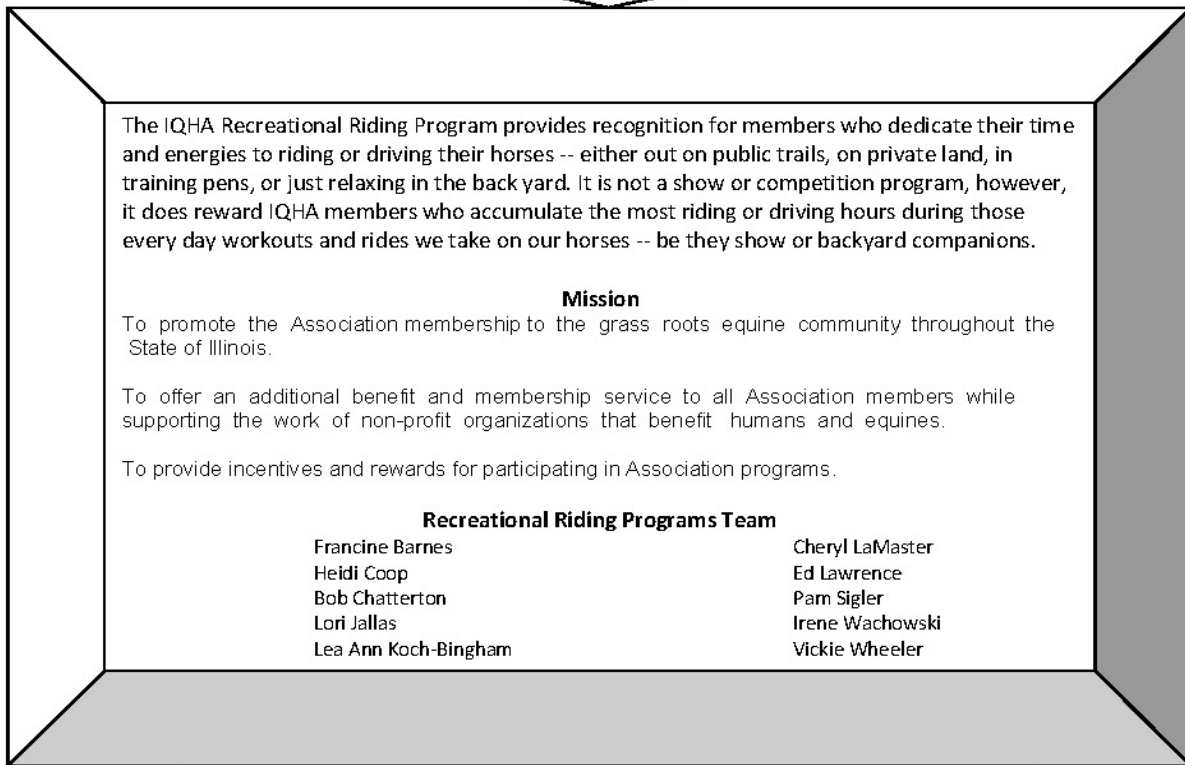 The IQHA Recreational Riding Program provides recognition for members who dedicate their time
and energies to riding or driving their horses -- either out on public trails, on private land, in
training pens, or just relaxing in the back yard. It is not a show or competition program, however,
it does reward IQHA members who accumulate the most riding or driving hours during those
every day workouts and rides we take on our horses -- be they show or backyard companions.
Mission
To promote the Association membership to the grass roots equine community throughout the
State of Illinois.
To offer an additional benefit and membership service to all Association members while
supporting the work of non-profit organizations that benefit humans and equines.
To provide incentives and rewards for participating in Association programs.
Recreational Riding Programs Team
Francine Barnes Cheryl LaMaster
Heidi Coop Ed Lawrence
Bob Chatterton Pam Sigler
Lori Jallas Irene Wachowski
Lea Ann Koch-Bingham Vickie Wheeler